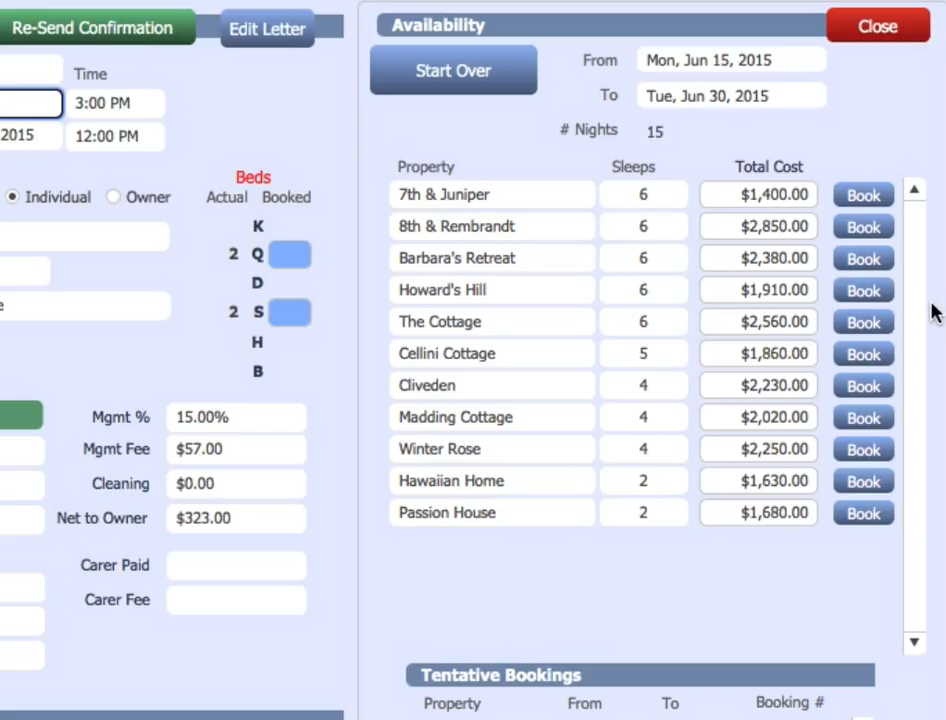 Re-Send Confirmation
Edit Letter
Time
3:00 PM
2015
12:00 PM
Individual
Owner
Beds
Actual Booked
K
2 Q
D
2 S
H
B
e
Mgmt % 15.00%
Mgmt Fee $57.00
Cleaning $0.00
Net to Owner $323.00
Carer Paid
Carer Fee
Availability
Close
Start Over
From Mon, Jun 15, 2015
To Tue, Jun 30, 2015
# Nights 15
Property Sleeps Total Cost
7th & Juniper 6 $1,400.00 Book
8th & Rembrandt 6 $2,850.00 Book
Barbara's Retreat 6 $2,380.00 Book
Howard's Hill 6 $1,910.00 Book
The Cottage 6 $2,560.00 Book
Cellini Cottage 5 $1,860.00 Book
Cliveden 4 $2,230.00 Book
Madding Cottage 4 $2,020.00 Book
Winter Rose 4 $2,250.00 Book
Hawaiian Home 2 $1,630.00 Book
Passion House 2 $1,680.00 Book
Tentative Bookings
Property From To Booking #